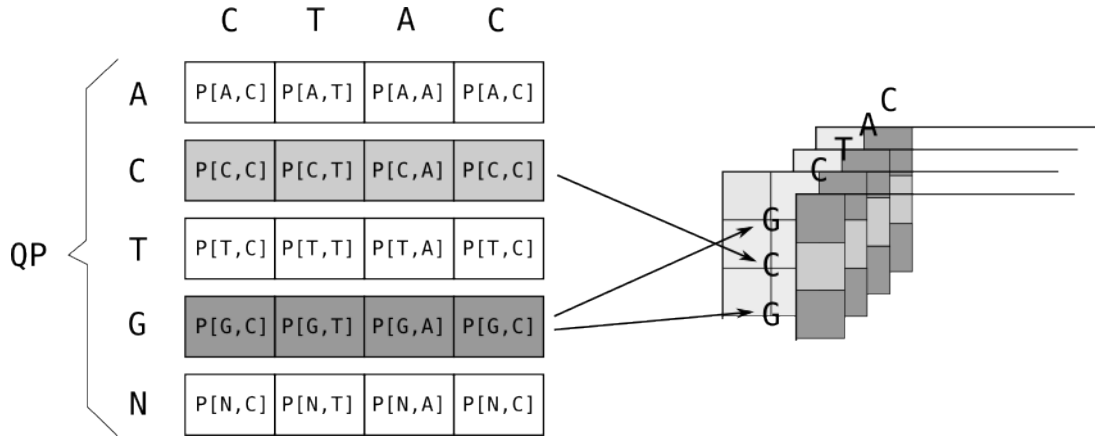 C T A C
A P[A,C] P[A,T] P[A,A] P[A,C]
C P[C,C] P[C,T] P[C,A] P[C,C]
QP T P[T,C] P[T,T] P[T,A] P[T,C]
G P[G,C] P[G,T] P[G,A] P[G,C]
N P[N,C] P[N,T] P[N,A] P[N,C]
C
A
T
C
G
C
G